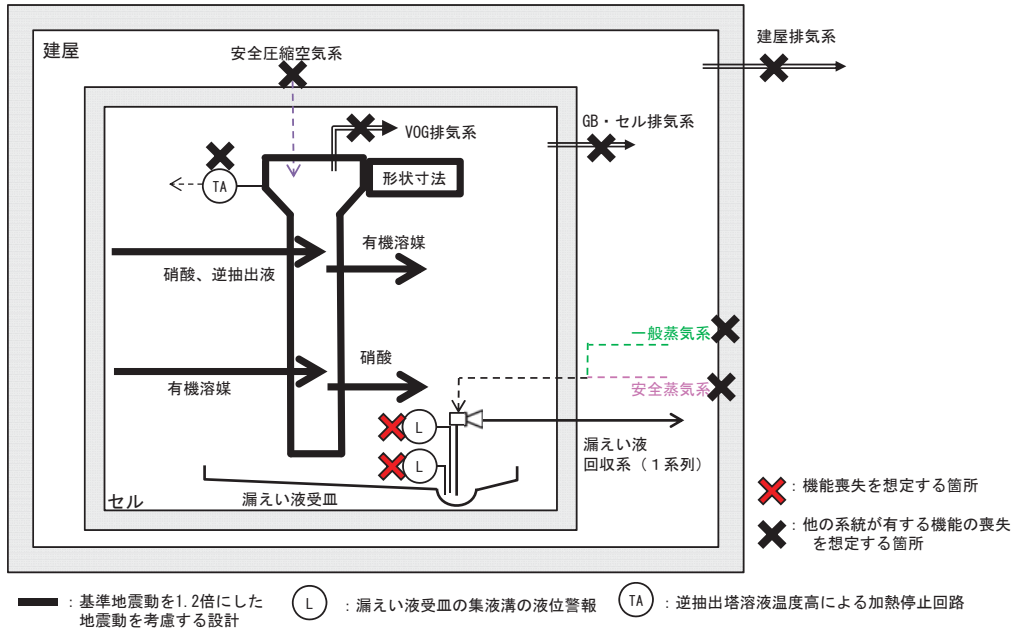 建屋
建屋排気系
安全圧縮空気系
VOG排気系
GB・セル排気系
TA
形状寸法
有機溶媒
硝酸、逆抽出液
一般蒸気系
硝酸
有機溶媒
安全蒸気系
L
漏えい液
回収系（１系列）
L
セル
漏えい液受皿
：機能喪失を想定する箇所
：他の系統が有する機能の喪失
を想定する箇所
：基準地震動を1.2倍にした
地震動を考慮する設計
L
：漏えい液受皿の集液溝の液位警報
TA
：逆抽出塔溶液温度高による加熱停止回路